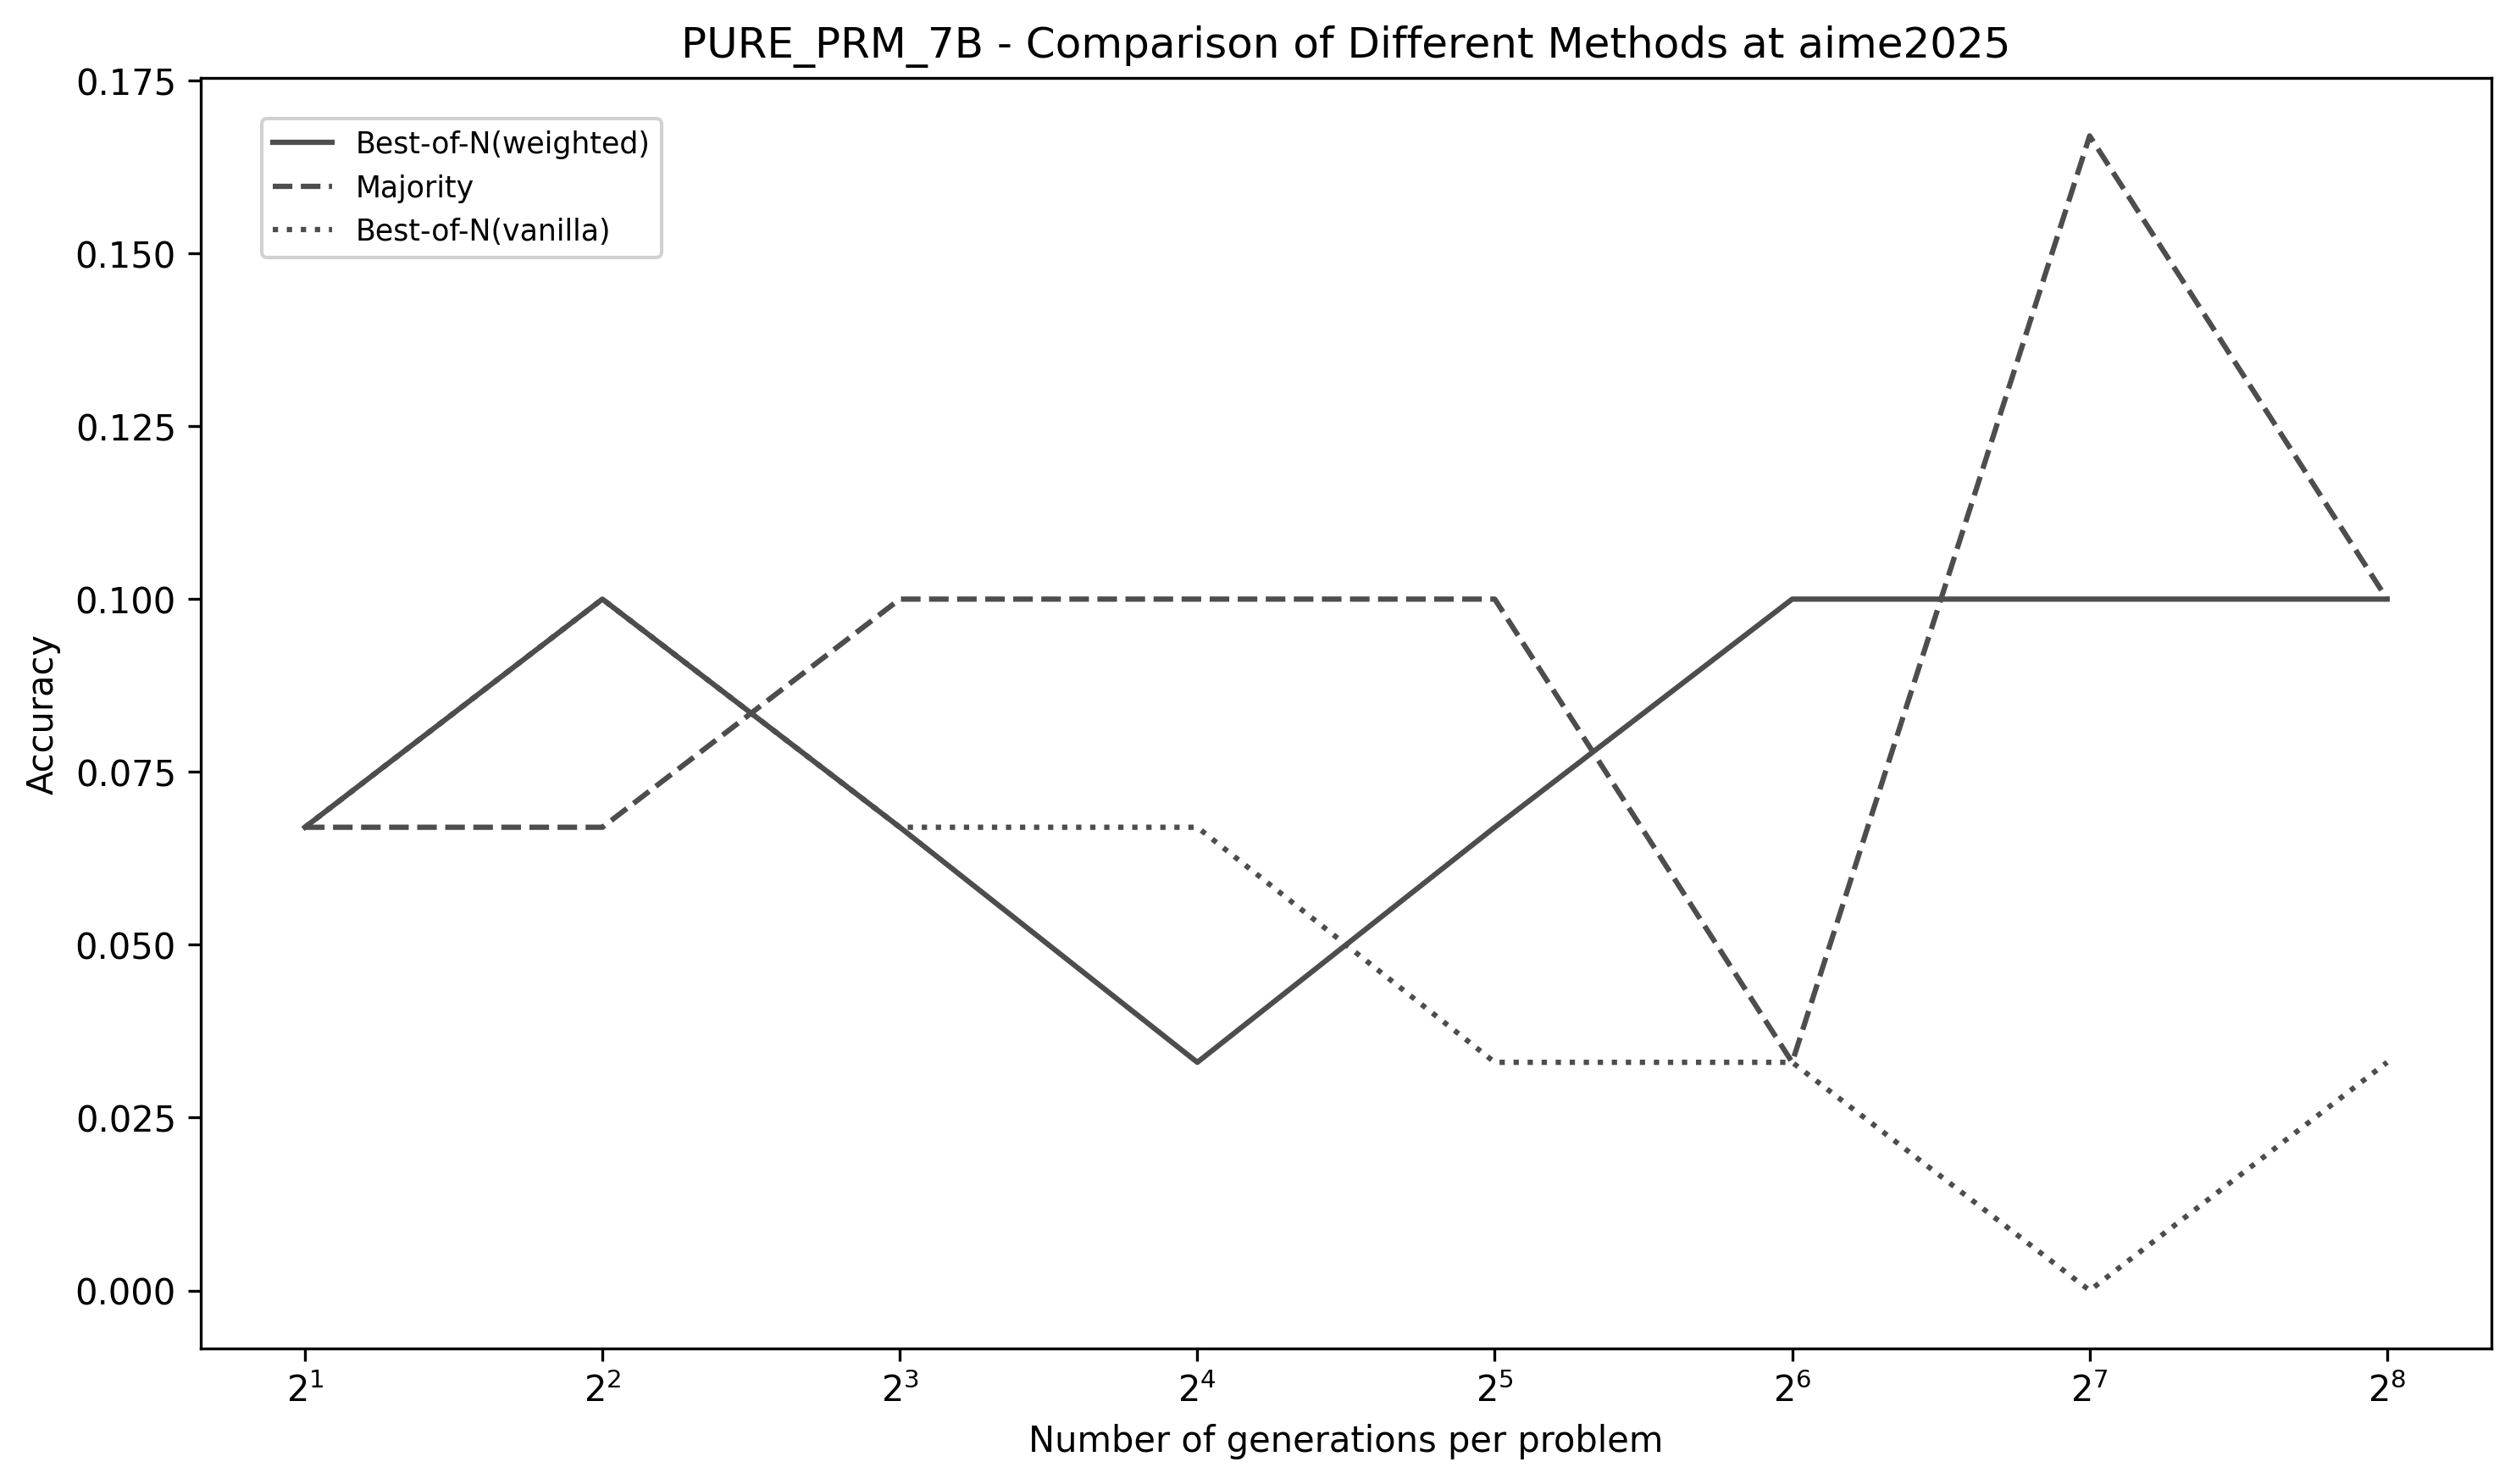 PURE_PRM_7B - Comparison of Different Methods at aime2025
0.175
0.150
0.125
0.100
0.075
0.050
0.025
0.000
Accuracy
Best-of-N(weighted)
Majority
Best-of-N(vanilla)
2¹ 2² 2³ 2⁴ 2⁵ 2⁶ 2⁷ 2⁸
Number of generations per problem